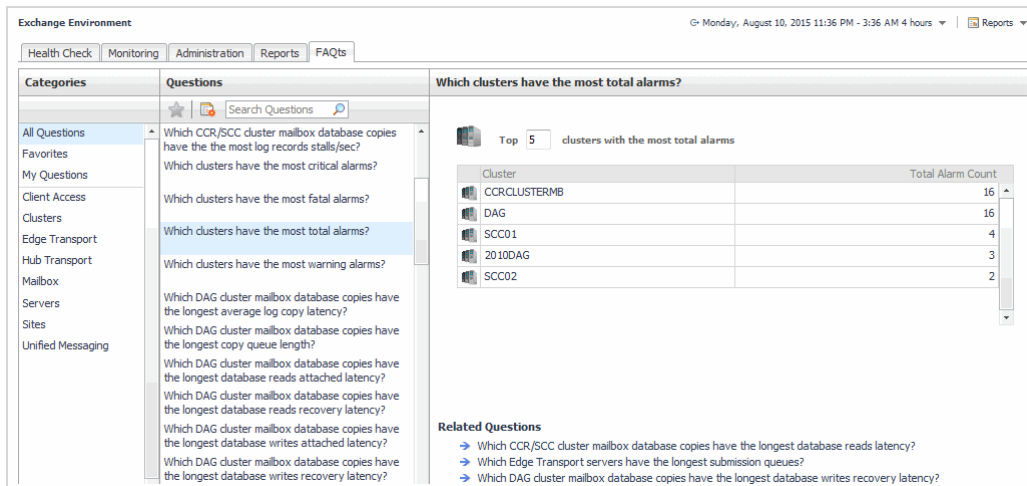 Exchange Environment
Monday, August 10, 2015 11:36 PM - 3:36 AM 4 hours
Reports
Health Check
Monitoring
Administration
Reports
FAQts
Categories
All Questions
Favorites
My Questions
Client Access
Clusters
Edge Transport
Hub Transport
Mailbox
Servers
Sites
Unified Messaging
Questions
Search Questions
Which CCR/SCC cluster mailbox database copies
have the the most log records stalls/sec?
Which clusters have the most critical alarms?
Which clusters have the most fatal alarms?
Which clusters have the most total alarms?
Which clusters have the most warning alarms?
Which DAG cluster mailbox database copies have
the longest average log copy latency?
Which DAG cluster mailbox database copies have
the longest copy queue length?
Which DAG cluster mailbox database copies have
the longest database reads attached latency?
Which DAG cluster mailbox database copies have
the longest database reads recovery latency?
Which DAG cluster mailbox database copies have
the longest database writes attached latency?
Which DAG cluster mailbox database copies have
the longest database writes recovery latency?
Which clusters have the most total alarms?
Top 5 clusters with the most total alarms
Cluster Total Alarm Count
CCRCLUSTERMB 16
DAG 16
SCC01 4
2010DAG 3
SCC02 2
Related Questions
Which CCR/SCC cluster mailbox database copies have the longest database reads latency?
Which Edge Transport servers have the longest submission queues?
Which DAG cluster mailbox database copies have the longest database writes recovery latency?